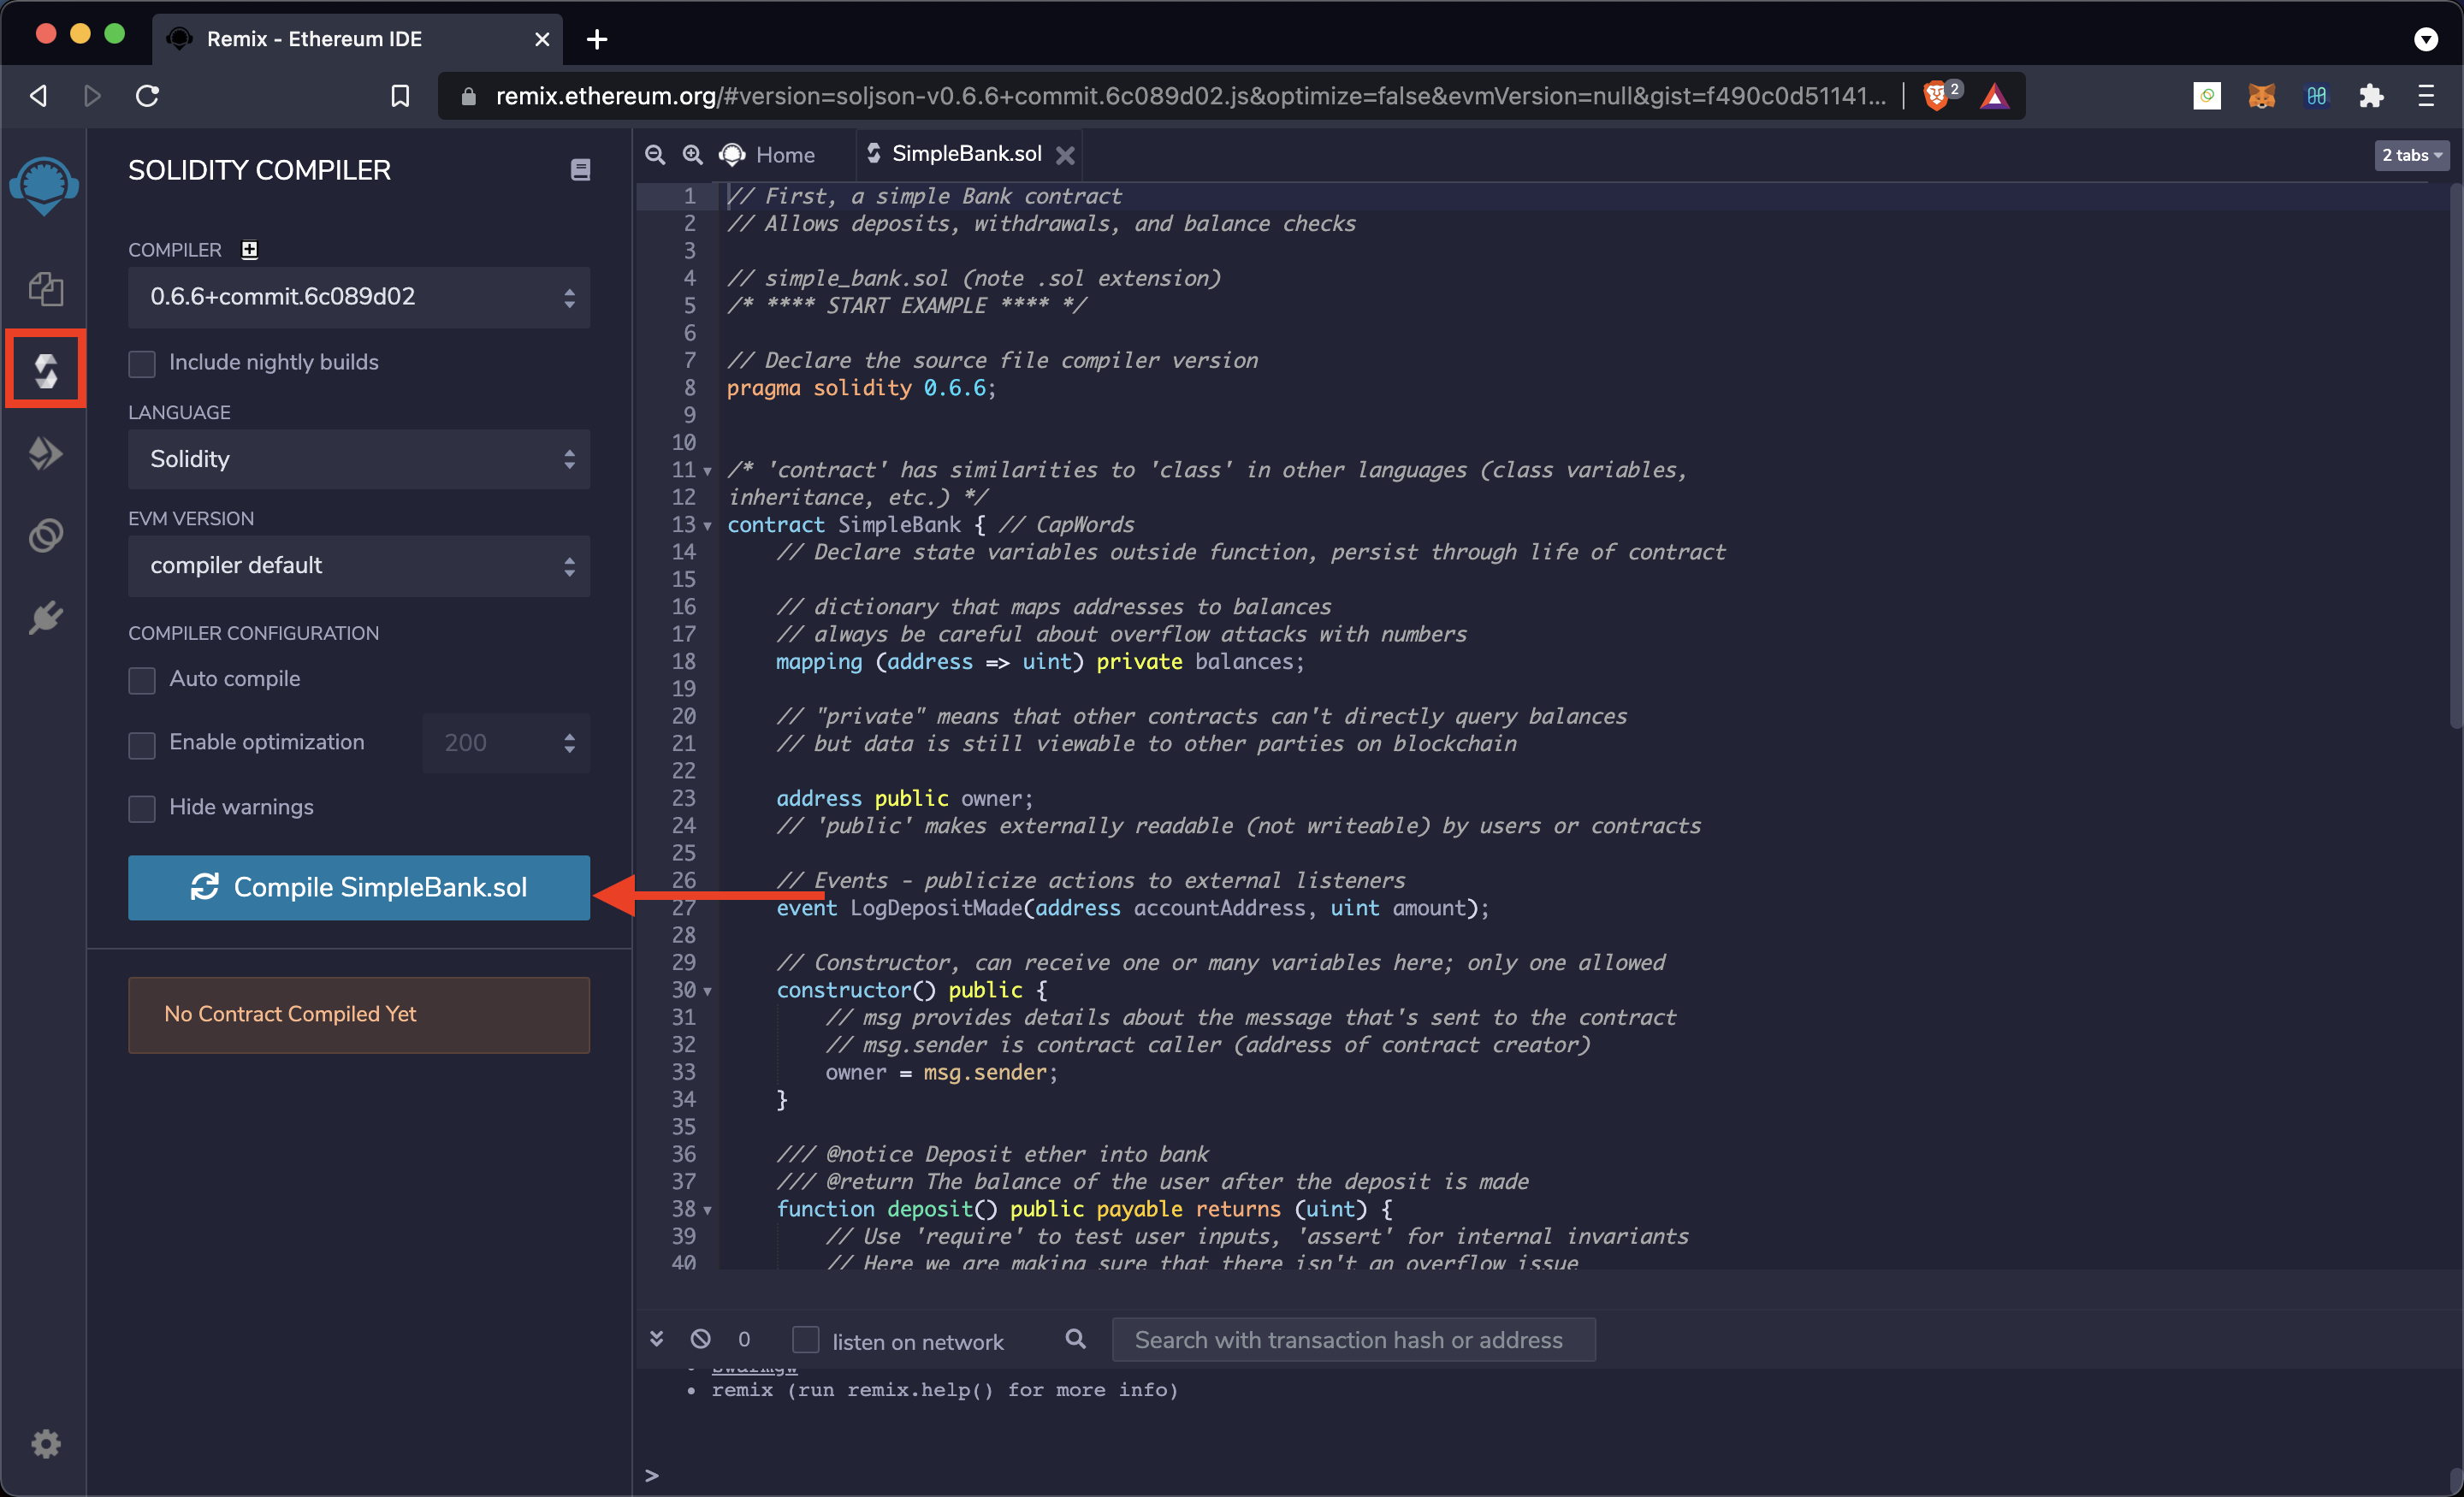 Remix - Ethereum IDE
remix.ethereum.org/#version=soljson-v0.6.6+commit.6c089d02.js&optimize=false&evmVersion=null&gist=f490c0d51141...
2
SOLIDITY COMPILER
COMPILER
0.6.6+commit.6c089d02
Include nightly builds
LANGUAGE
Solidity
EVM VERSION
compiler default
COMPILER CONFIGURATION
Auto compile
Enable optimization 200
Hide warnings
Compile SimpleBank.sol
No Contract Compiled Yet
Home SimpleBank.sol
2 tabs
1 // First, a simple Bank contract
2 // Allows deposits, withdrawals, and balance checks
3
4 // simple_bank.sol (note .sol extension)
5 /* **** START EXAMPLE **** */
6
7 // Declare the source file compiler version
8 pragma solidity 0.6.6;
9
10
11 /* 'contract' has similarities to 'class' in other languages (class variables,
12 inheritance, etc.) */
13 contract SimpleBank { // CapWords
14 // Declare state variables outside function, persist through life of contract
15
16 // dictionary that maps addresses to balances
17 // always be careful about overflow attacks with numbers
18 mapping (address => uint) private balances;
19
20 // "private" means that other contracts can't directly query balances
21 // but data is still viewable to other parties on blockchain
22
23 address public owner;
24 // 'public' makes externally readable (not writeable) by users or contracts
25
26 // Events - publicize actions to external listeners
27 event LogDepositMade(address accountAddress, uint amount);
28
29 // Constructor, can receive one or many variables here; only one allowed
30 constructor() public {
31 // msg provides details about the message that's sent to the contract
32 // msg.sender is contract caller (address of contract creator)
33 owner = msg.sender;
34 }
35
36 /// @notice Deposit ether into bank
37 /// @return The balance of the user after the deposit is made
38 function deposit() public payable returns (uint) {
39 // Use 'require' to test user inputs, 'assert' for internal invariants
40 // Here we are making sure that there isn't an overflow issue
0 listen on network Search with transaction hash or address
swarmgw
• remix (run remix.help() for more info)
>